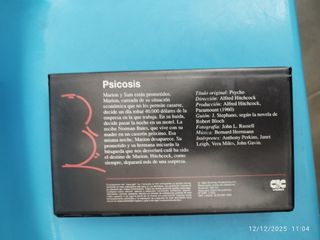 Psicosis
Marion y Sam están prometidos.
Marion, cansada de su situación
económica que no les permite casarse,
decide un día robar 40.000 dólares de la
empresa en la que trabaja. En su huída,
decide parar la noche en un motel. La
recibe Norman Bates, que vive con su
madre en un caserón próximo. Esa
noche, Marion desaparece. Su
prometido y su hermana iniciarán la
búsqueda que nos desvelará cuál ha sido
el destino de Marion, Hitchcock, como
siempre, deparará más de una sorpresa.
Título original: Psycho
Dirección: Alfred Hitchcock
Producción: Alfred Hitchcock,
Paramount (1960)
Guión: J. Stephano, según la novela de
Robert Bloch
Fotografía: John L. Russell
Música: Bernard Herrmann
Intérpretes: Anthony Perkins, Janet
Leigh, Vera Miles, John Gavin.
CIC
VIDEO
12/12/2025 11:04